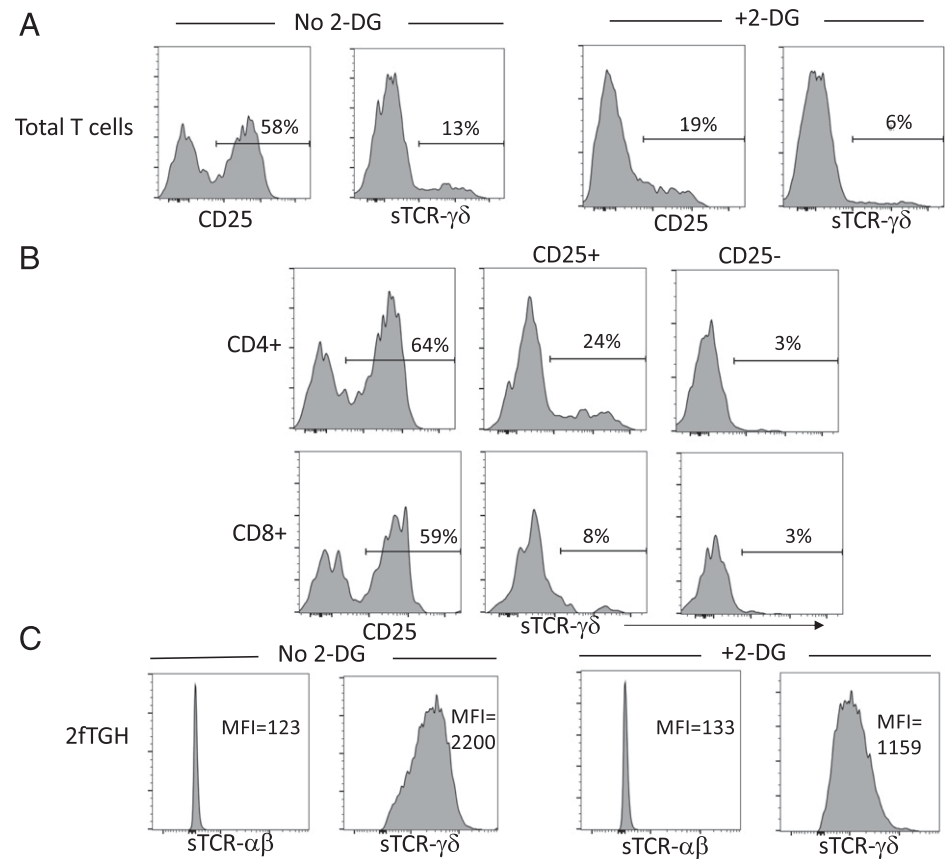 A
No 2-DG
+2-DG
Total T cells
58%
13%
19%
6%
CD25
sTCR-γδ
CD25
sTCR-γδ
B
CD25+
CD25-
CD4+
64%
24%
3%
CD8+
59%
8%
3%
CD25
sTCR-γδ
C
No 2-DG
+2-DG
2fTGH
MFI=123
MFI=
2200
MFI=133
MFI=
1159
sTCR-αβ
sTCR-γδ
sTCR-αβ
sTCR-γδ